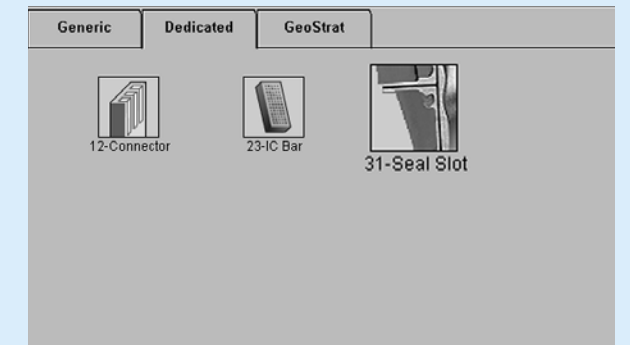 Generic Dedicated GeoStrat
12-Connector 23-IC Bar
31-Seal Slot